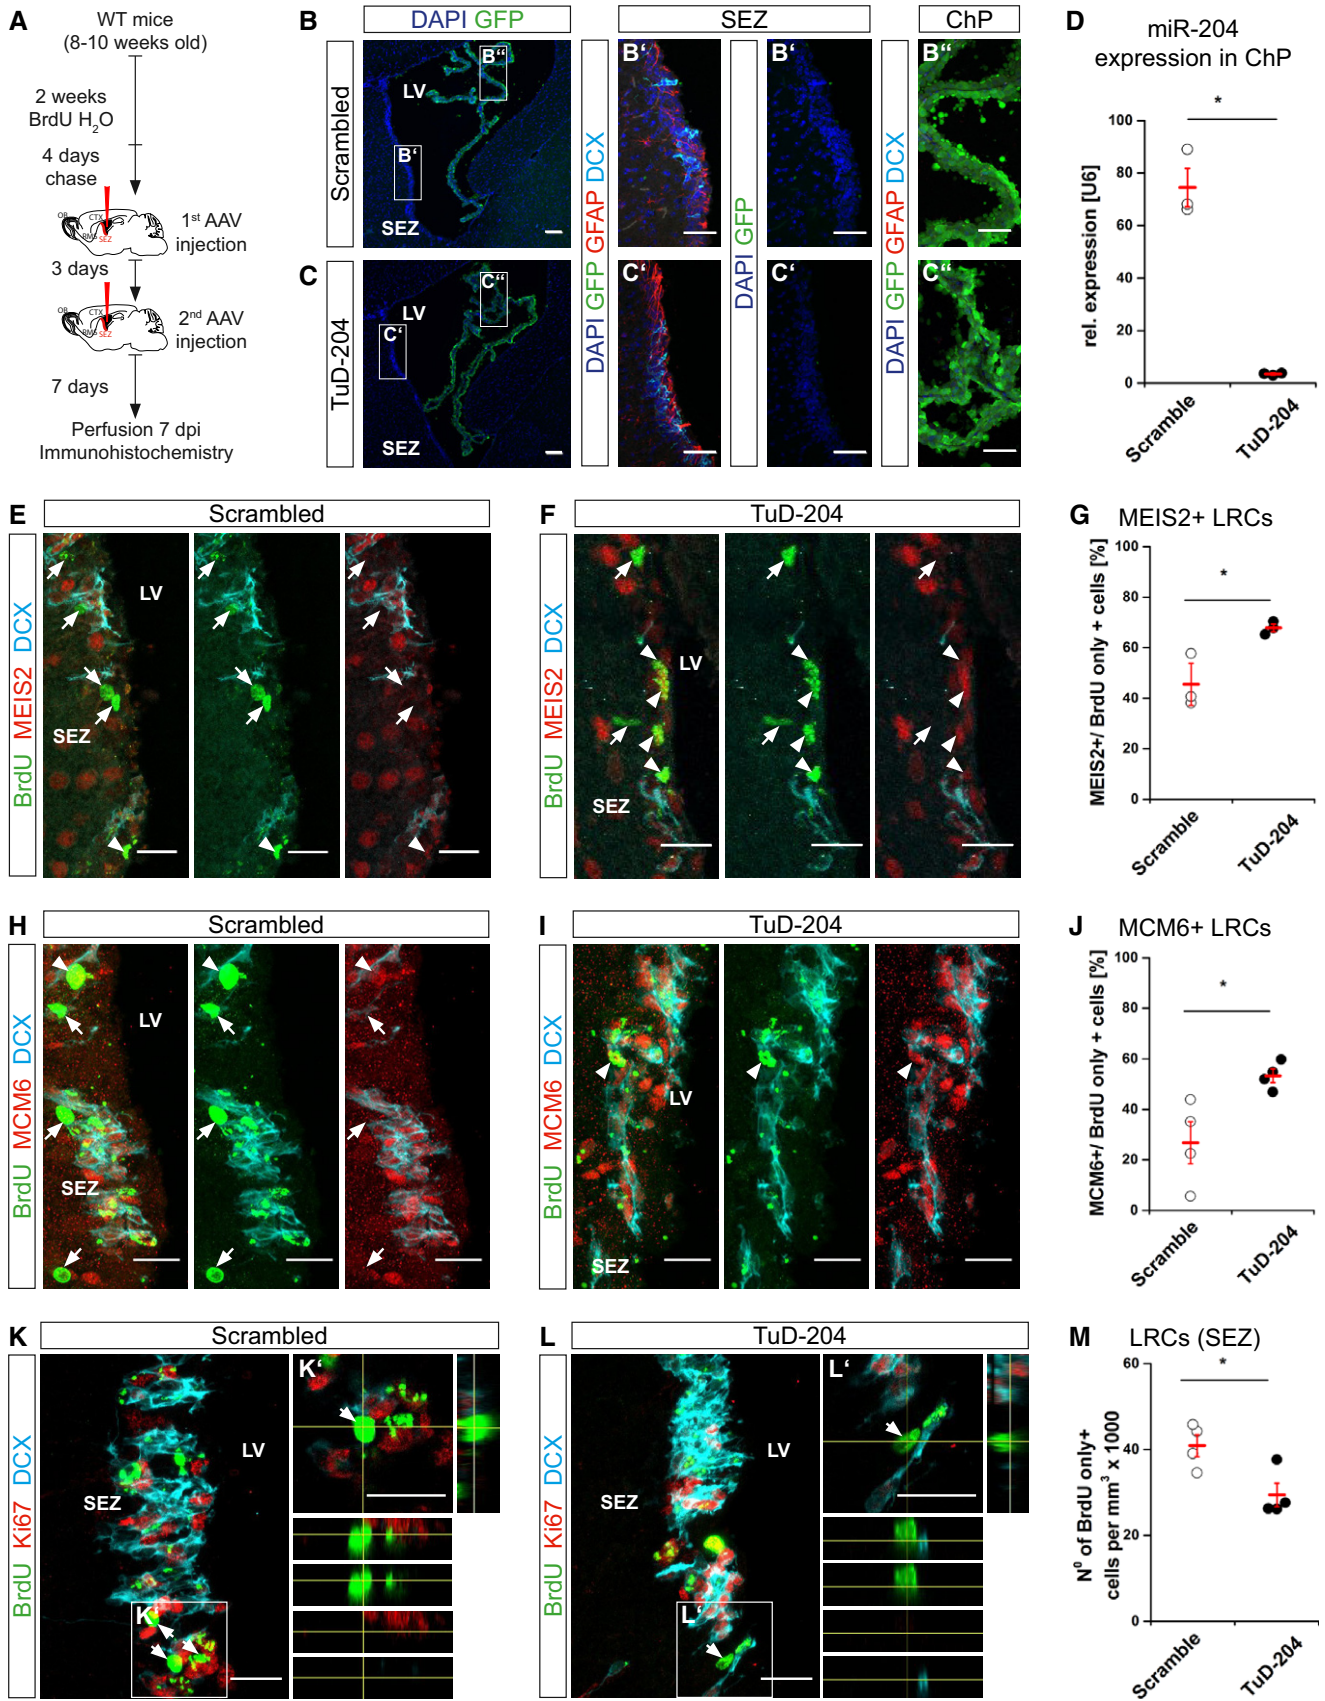 A
WT mice
(8-10 weeks old)
2 weeks
BrdU H2O
4 days
chase
OB CTX RMS SEZ
1st AAV
injection
3 days
OB CTX RMS SEZ
2nd AAV
injection
7 days
Perfusion 7 dpi
Immunohistochemistry
B
DAPI GFP
SEZ
ChP
Scrambled
LV
B“
B‘
SEZ
DAPI GFP GFAP DCX
B‘
DAPI GFP
B‘
DAPI GFP GFAP DCX
B“
C
TuD-204
LV
C“
C‘
SEZ
C‘
C‘
C“
D
miR-204
expression in ChP
*
rel. expression [U6]
100
80
60
40
20
0
Scramble
TuD-204
E
Scrambled
BrdU MEIS2 DCX
LV
SEZ
F
TuD-204
BrdU MEIS2 DCX
LV
SEZ
G
MEIS2+ LRCs
*
MEIS2+/ BrdU only + cells [%]
100
80
60
40
20
0
Scramble
TuD-204
H
Scrambled
BrdU MCM6 DCX
LV
SEZ
I
TuD-204
BrdU MCM6 DCX
LV
SEZ
J
MCM6+ LRCs
*
MCM6+/ BrdU only + cells [%]
100
80
60
40
20
0
Scramble
TuD-204
K
Scrambled
BrdU Ki67 DCX
LV
SEZ
K‘
K‘
L
TuD-204
BrdU Ki67 DCX
LV
SEZ
L‘
L‘
M
LRCs (SEZ)
*
N0 of BrdU only+
cells per mm3 x 1000
60
40
20
0
Scramble
TuD-204